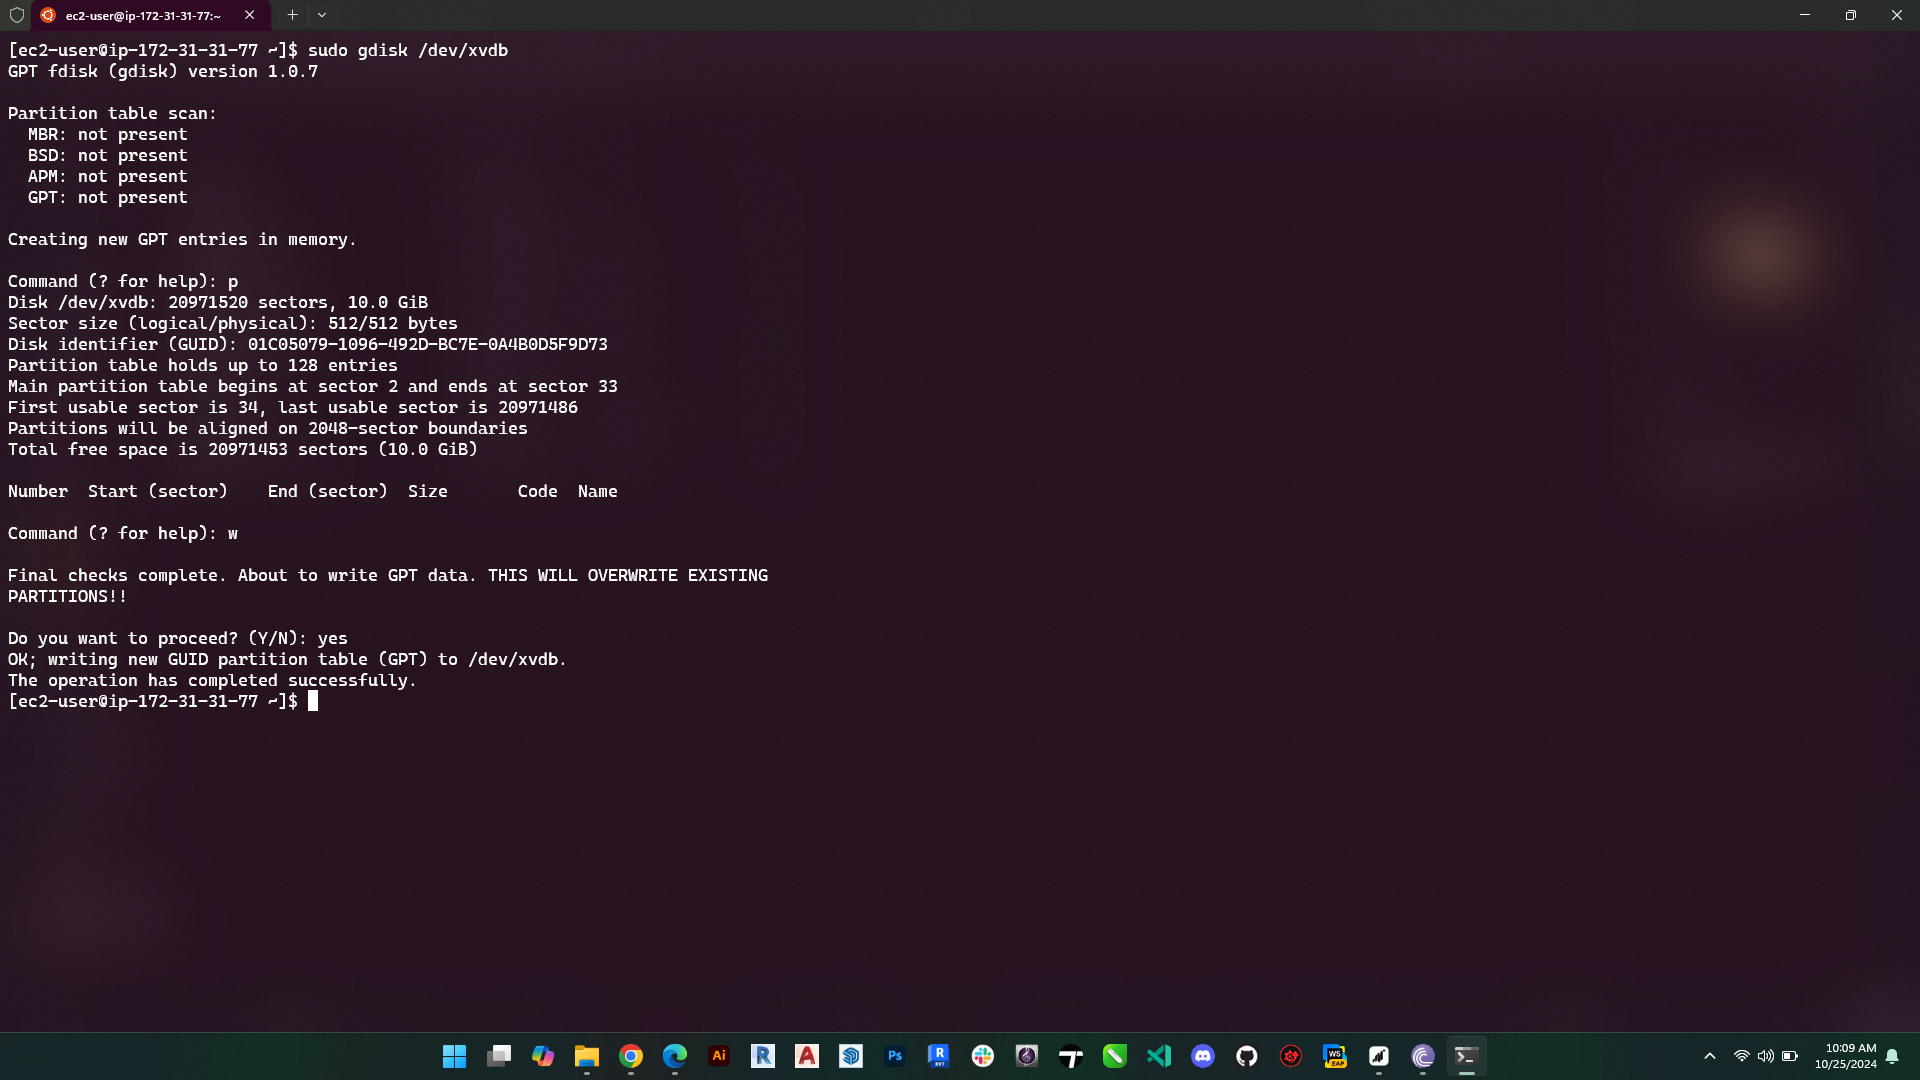 ec2-user@ip-172-31-31-77:~
[ec2-user@ip-172-31-31-77 ~]$ sudo gdisk /dev/xvdb
GPT fdisk (gdisk) version 1.0.7
Partition table scan:
  MBR: not present
  BSD: not present
  APM: not present
  GPT: not present
Creating new GPT entries in memory.
Command (? for help): p
Disk /dev/xvdb: 20971520 sectors, 10.0 GiB
Sector size (logical/physical): 512/512 bytes
Disk identifier (GUID): 01C05079-1096-492D-BC7E-0A4B0D5F9D73
Partition table holds up to 128 entries
Main partition table begins at sector 2 and ends at sector 33
First usable sector is 34, last usable sector is 20971486
Partitions will be aligned on 2048-sector boundaries
Total free space is 20971453 sectors (10.0 GiB)
Number  Start (sector)    End (sector)  Size       Code  Name
Command (? for help): w
Final checks complete. About to write GPT data. THIS WILL OVERWRITE EXISTING
PARTITIONS!!
Do you want to proceed? (Y/N): yes
OK; writing new GUID partition table (GPT) to /dev/xvdb.
The operation has completed successfully.
[ec2-user@ip-172-31-31-77 ~]$
Ai
R
A
Ps
R
RVT
WS
EAP
10:09 AM
10/25/2024